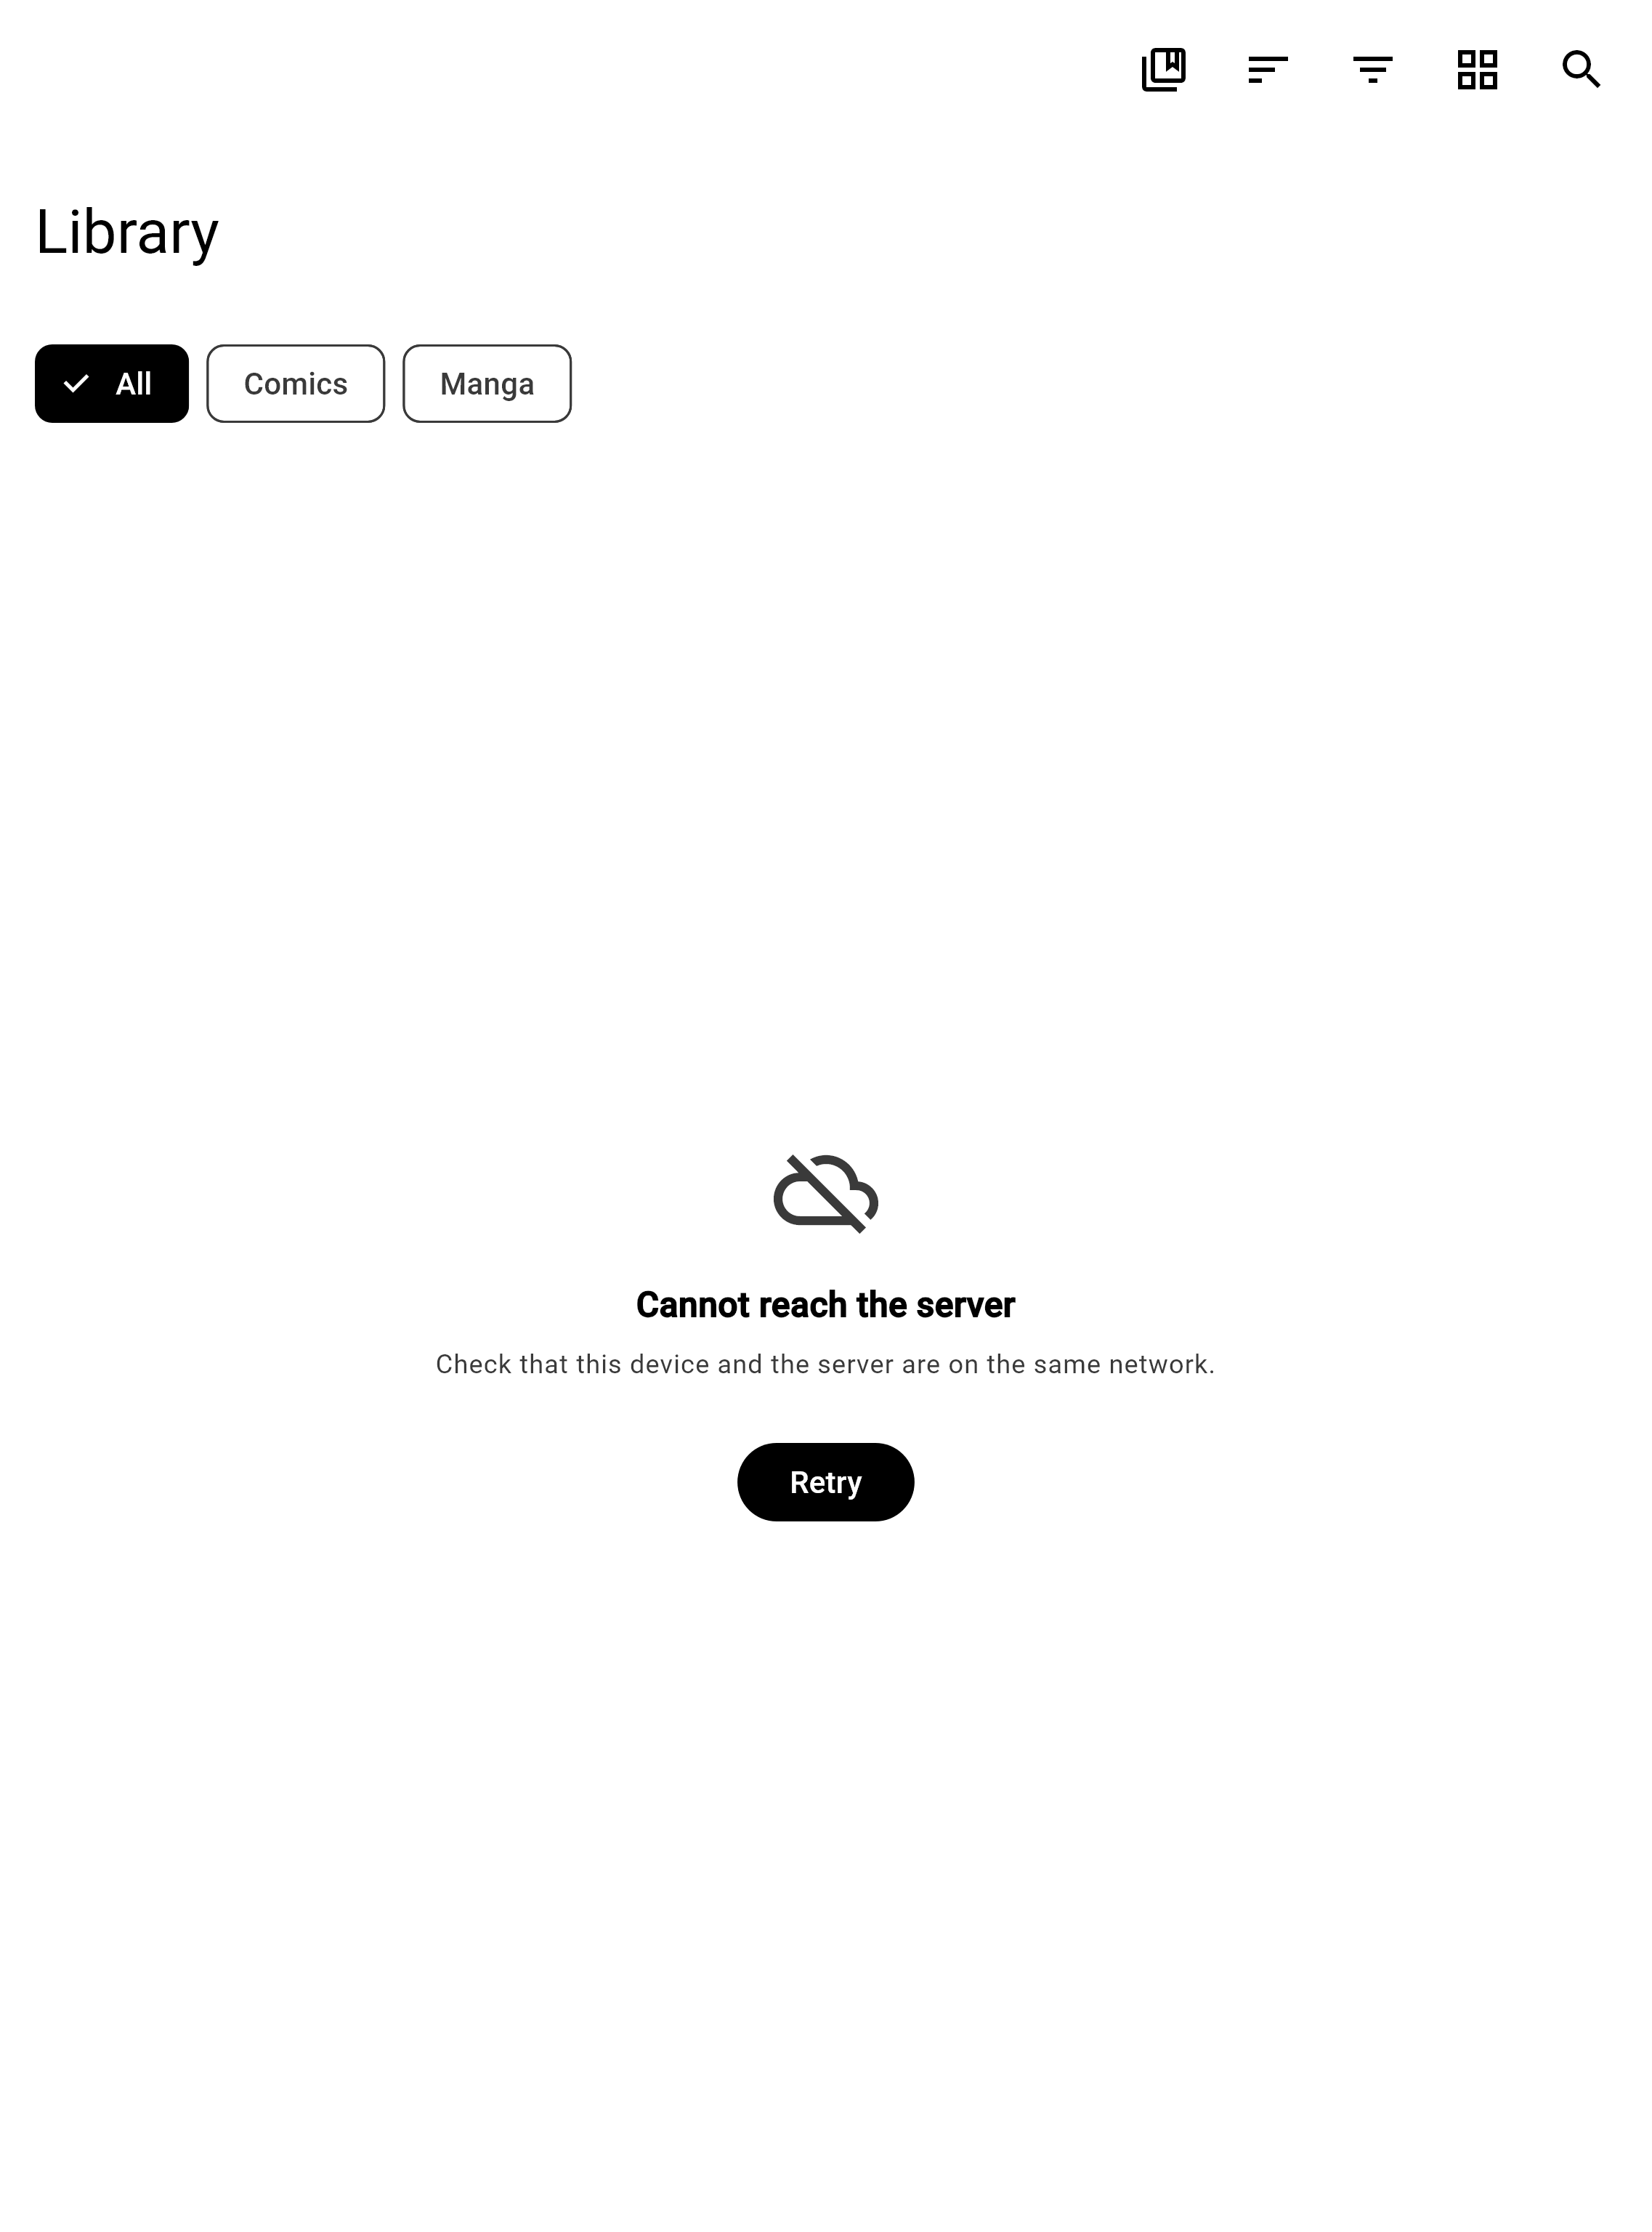 Library
All
Comics
Manga
Cannot reach the server
Check that this device and the server are on the same network.
Retry